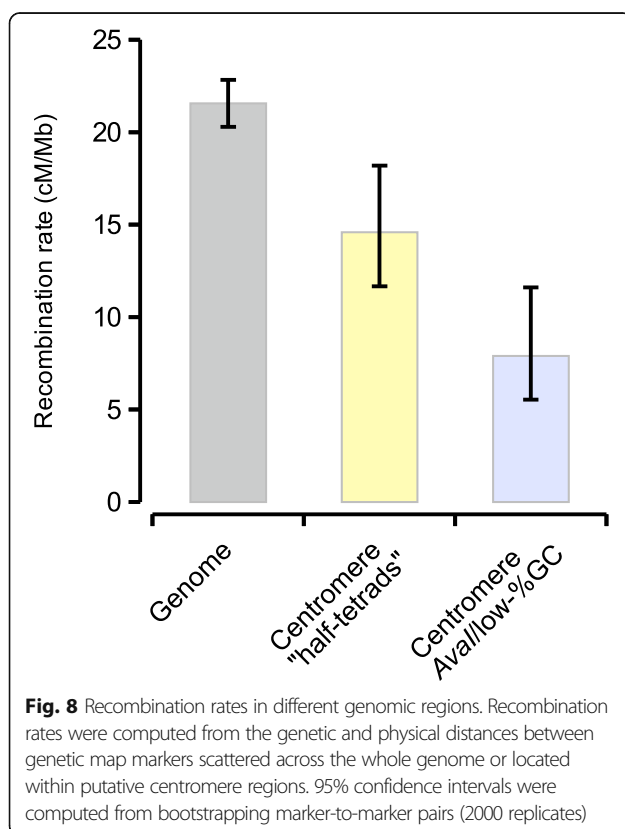 25
20
15
10
5
0
Recombination rate (cM/Mb)
Genome
Centromere
"half-tetrads"
Centromere
AvaI/low-%GC
Fig. 8 Recombination rates in different genomic regions. Recombination
rates were computed from the genetic and physical distances between
genetic map markers scattered across the whole genome or located
within putative centromere regions. 95% confidence intervals were
computed from bootstrapping marker-to-marker pairs (2000 replicates)